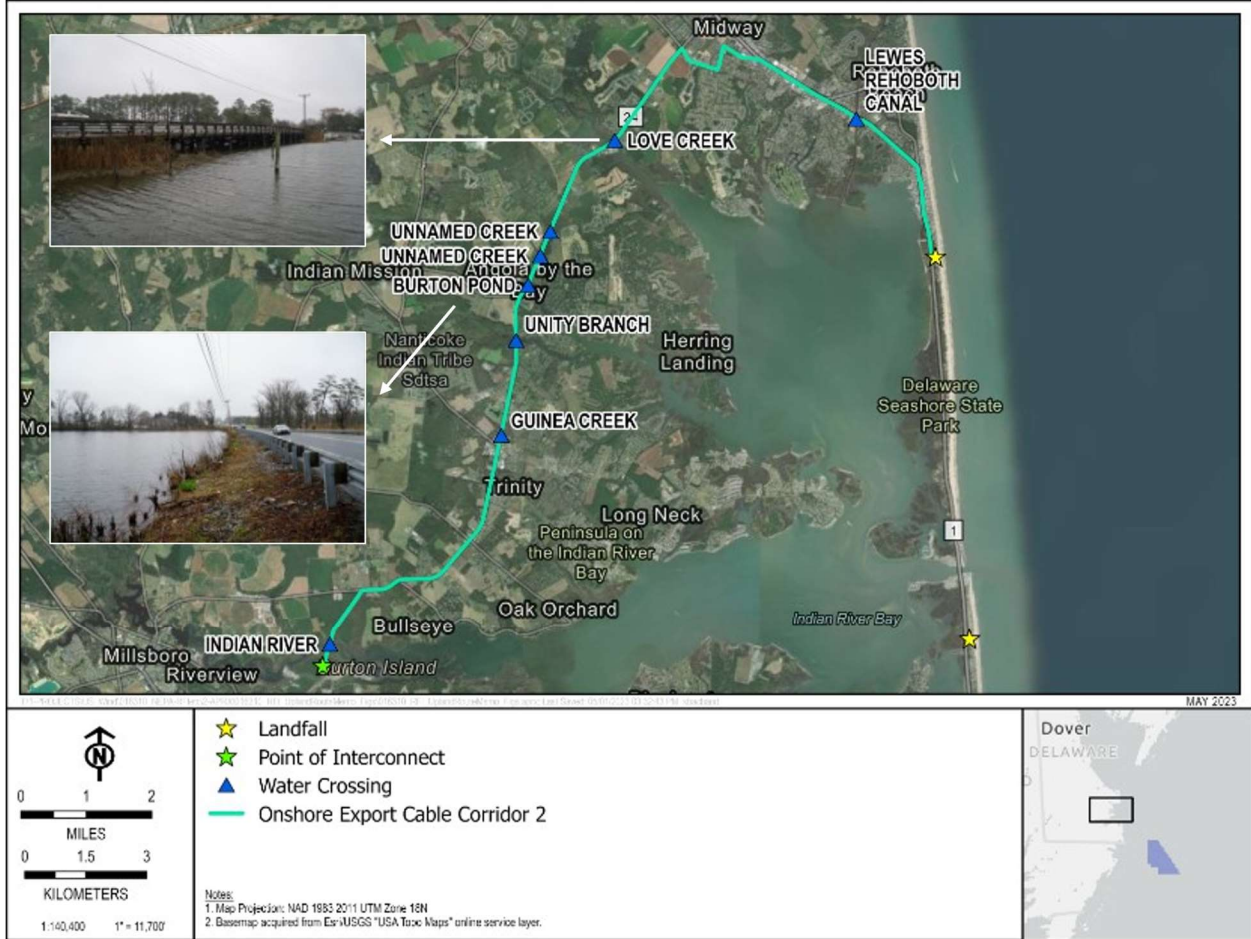 Midway
LEWES
REHOBOTH
CANAL
LOVE CREEK
UNNAMED CREEK
UNNAMED CREEK
Indian Mission
Angola by the
Bay
BURTON POND
UNITY BRANCH
Nanticoke
Indian Tribe
Sdtsa
Herring
Landing
Delaware
Seashore State
Park
GUINEA CREEK
Trinity
Long Neck
Peninsula on
the Indian River
Bay
1
Oak Orchard
Bullseye
Indian River Bay
INDIAN RIVER
Millsboro
Riverview
Burton Island
MAY 2023
N
0 1 2
MILES
0 1.5 3
KILOMETERS
1:140,400 1" = 11,700'
Landfall
Point of Interconnect
Water Crossing
Onshore Export Cable Corridor 2
Notes:
1. Map Projection: NAD 1983 2011 UTM Zone 18N
2. Basemap acquired from Esri/USGS "USA Topo Maps" online service layer.
Dover
DELAWARE